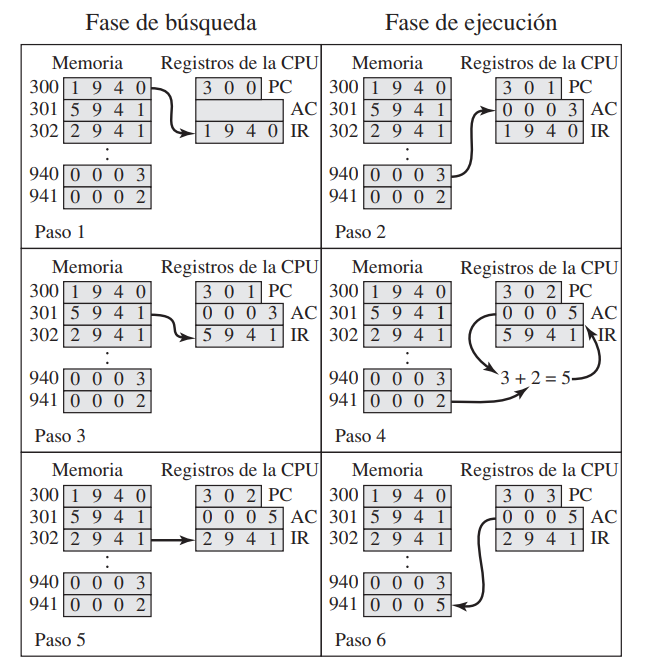 Fase de búsqueda
Fase de ejecución
Memoria
Registros de la CPU
300 1 9 4 0
3 0 0 PC
301 5 9 4 1
AC
302 2 9 4 1
1 9 4 0 IR
940 0 0 0 3
941 0 0 0 2
Paso 1
Memoria
Registros de la CPU
300 1 9 4 0
3 0 1 PC
301 5 9 4 1
0 0 0 3 AC
302 2 9 4 1
1 9 4 0 IR
940 0 0 0 3
941 0 0 0 2
Paso 2
Memoria
Registros de la CPU
300 1 9 4 0
3 0 1 PC
301 5 9 4 1
0 0 0 3 AC
302 2 9 4 1
5 9 4 1 IR
940 0 0 0 3
941 0 0 0 2
Paso 3
Memoria
Registros de la CPU
300 1 9 4 0
3 0 2 PC
301 5 9 4 1
0 0 0 5 AC
302 2 9 4 1
5 9 4 1 IR
940 0 0 0 3
3 + 2 = 5
941 0 0 0 2
Paso 4
Memoria
Registros de la CPU
300 1 9 4 0
3 0 2 PC
301 5 9 4 1
0 0 0 5 AC
302 2 9 4 1
2 9 4 1 IR
940 0 0 0 3
941 0 0 0 2
Paso 5
Memoria
Registros de la CPU
300 1 9 4 0
3 0 3 PC
301 5 9 4 1
0 0 0 5 AC
302 2 9 4 1
2 9 4 1 IR
940 0 0 0 3
941 0 0 0 5
Paso 6